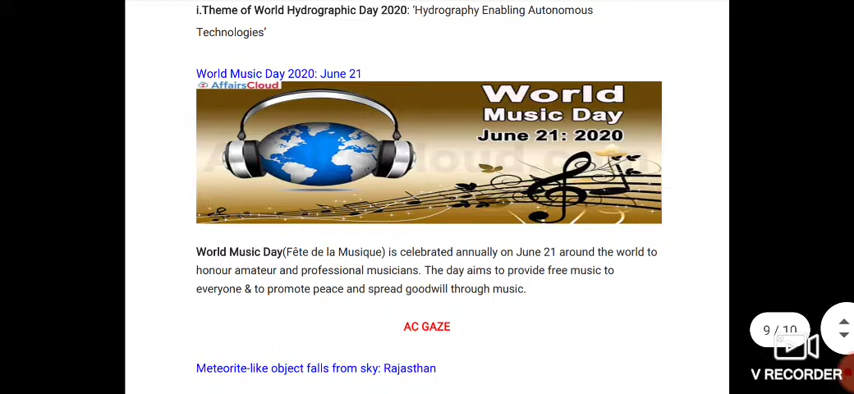 i.Theme of World Hydrographic Day 2020: ‘Hydrography Enabling Autonomous
Technologies’
World Music Day 2020: June 21
AffairsCloud
World
Music Day
June 21: 2020
World Music Day(Fête de la Musique) is celebrated annually on June 21 around the world to
honour amateur and professional musicians. The day aims to provide free music to
everyone & to promote peace and spread goodwill through music.
AC GAZE
9 / 10
V RECORDER
Meteorite-like object falls from sky: Rajasthan